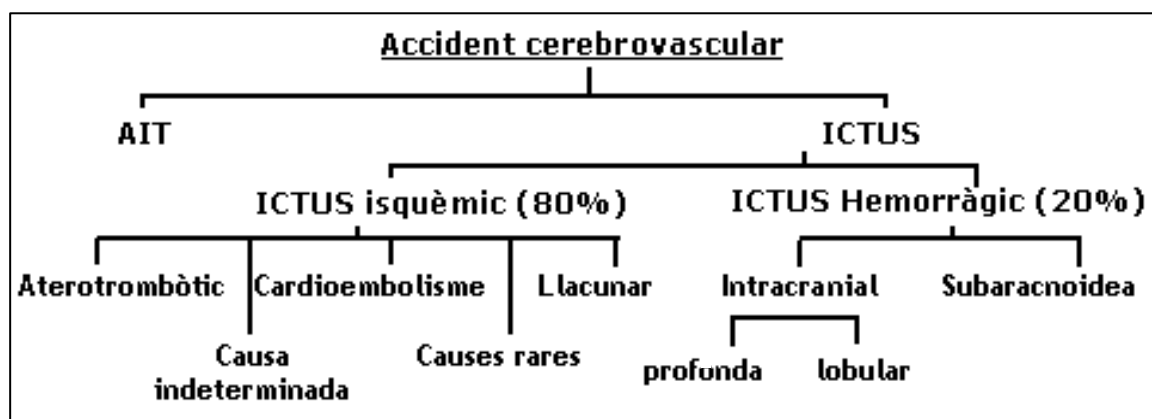 Accident cerebrovascular
AIT
ICTUS
ICTUS isquèmic (80%)
ICTUS Hemorràgic (20%)
Aterotrombòtic
Cardioembolisme
Llacunar
Intracranial
Subaracnoidea
Causa
indeterminada
Causes rares
profonda
lobular